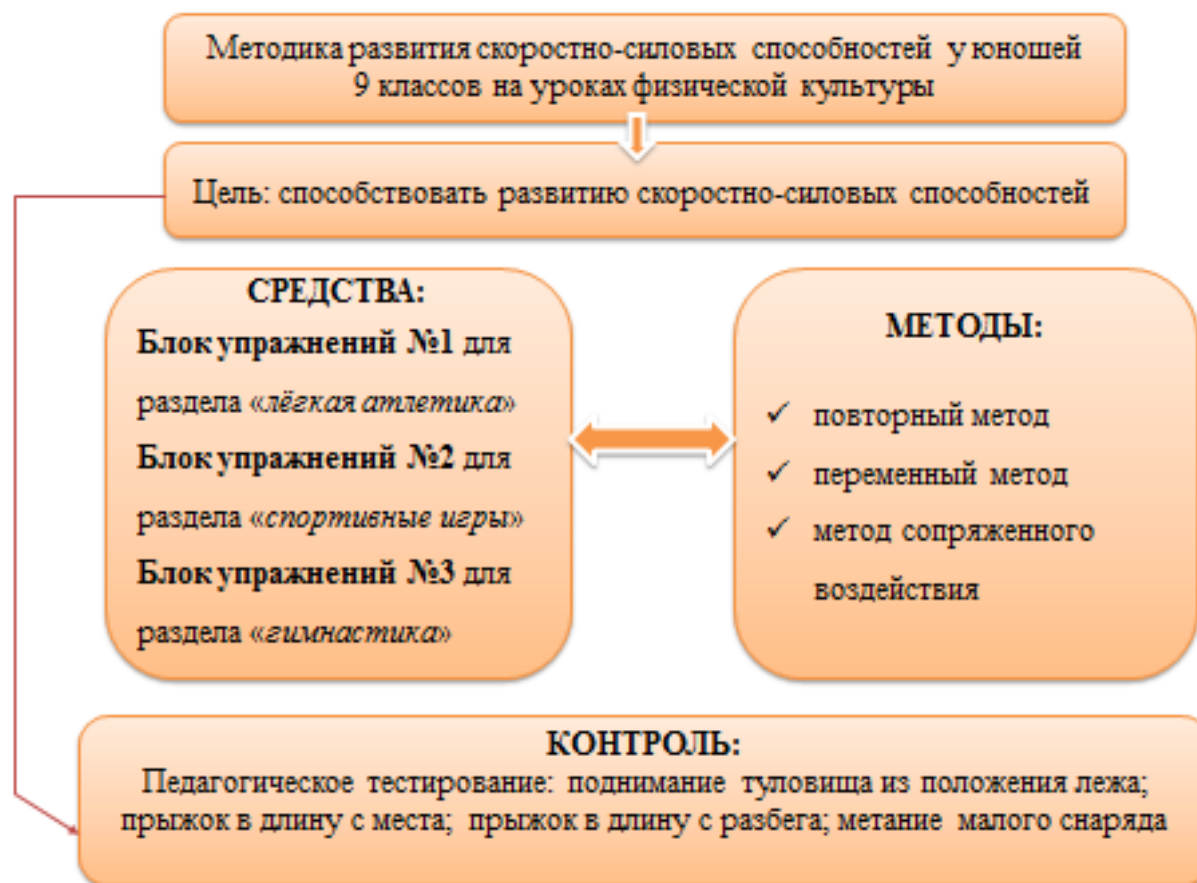 Методика развития скоростно-силовых способностей у юношей
9 классов на уроках физической культуры
Цель: способствовать развитию скоростно-силовых способностей
СРЕДСТВА:
Блок упражнений №1 для
раздела «лёгкая атлетика»
Блок упражнений №2 для
раздела «спортивные игры»
Блок упражнений №3 для
раздела «гимнастика»
МЕТОДЫ:
✓ повторный метод
✓ переменный метод
✓ метод сопряженного
воздействия
КОНТРОЛЬ:
Педагогическое тестирование: поднимание туловища из положения лежа;
прыжок в длину с места; прыжок в длину с разбега; метание малого снаряда